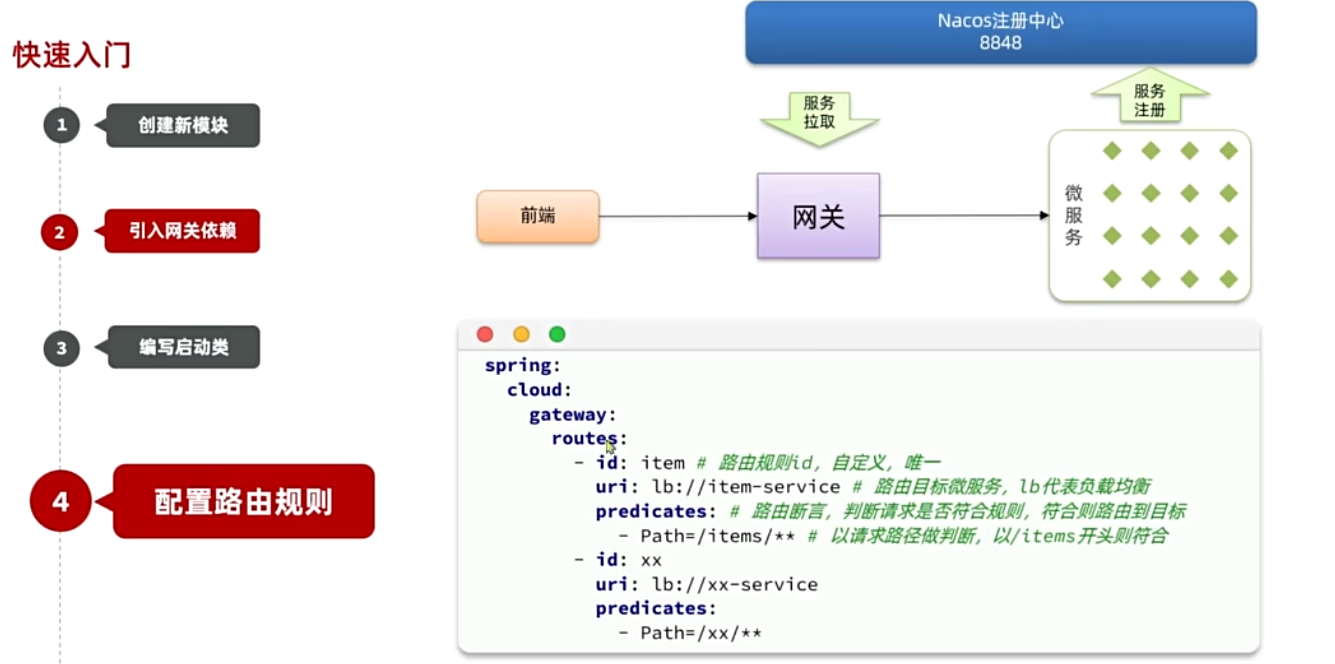 快速入门
1
创建新模块
2
引入网关依赖
3
编写启动类
4
配置路由规则
Nacos注册中心
8848
服务
拉取
服务
注册
前端
网关
微
服
务
spring:
cloud:
gateway:
routes:
- id: item # 路由规则id，自定义，唯一
uri: lb://item-service # 路由目标微服务，lb代表负载均衡
predicates: # 路由断言，判断请求是否符合规则，符合则路由到目标
- Path=/items/** # 以请求路径做判断，以/items开头则符合
- id: xx
uri: lb://xx-service
predicates:
- Path=/xx/**